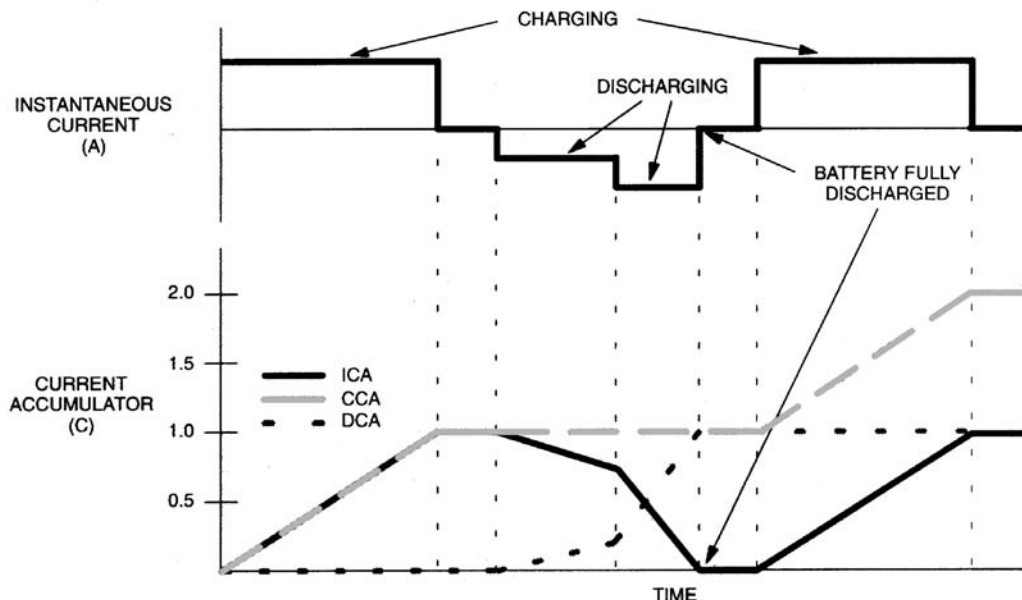 CHARGING
INSTANTANEOUS
CURRENT
(A)
DISCHARGING
BATTERY FULLY
DISCHARGED
2.0
1.5
CURRENT
ACCUMULATOR
(C)
ICA
CCA
DCA
1.0
0.5
TIME